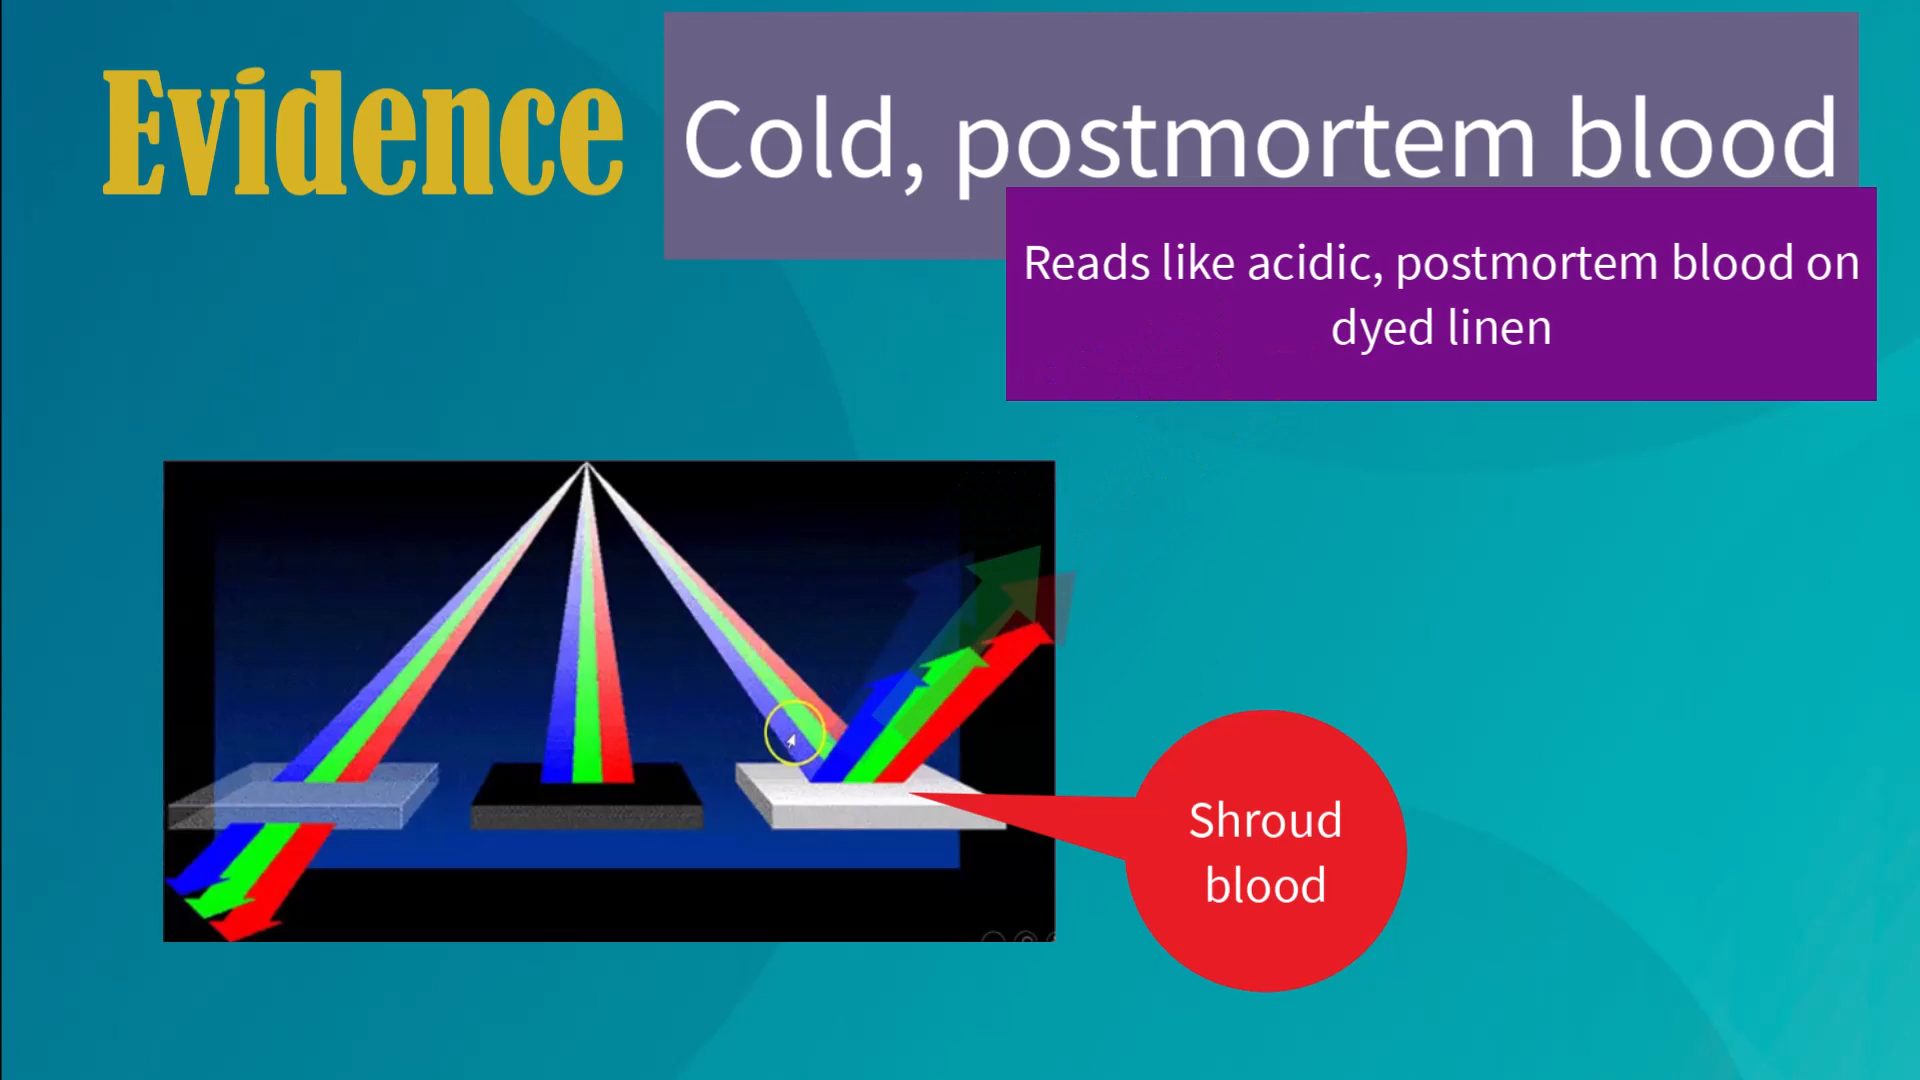 Evidence
Cold, postmortem blood
Reads like acidic, postmortem blood on
dyed linen
Shroud
blood